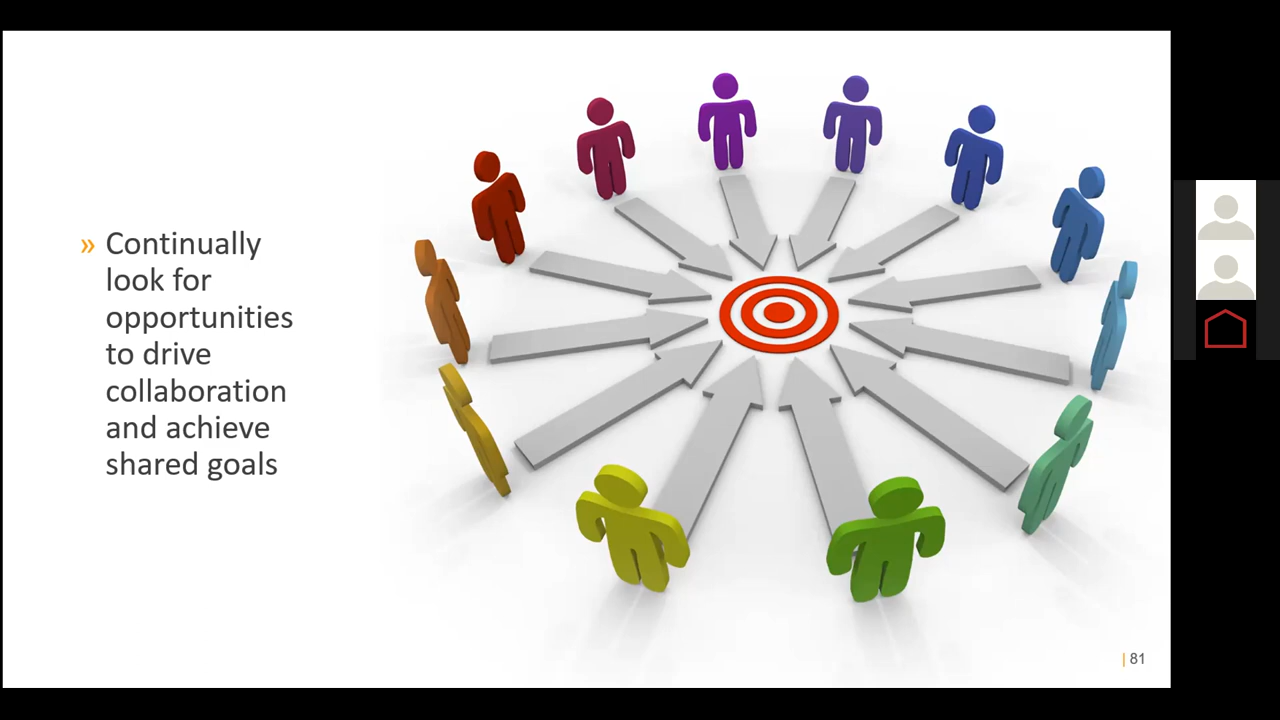 » Continually
look for
opportunities
to drive
collaboration
and achieve
shared goals
| 81